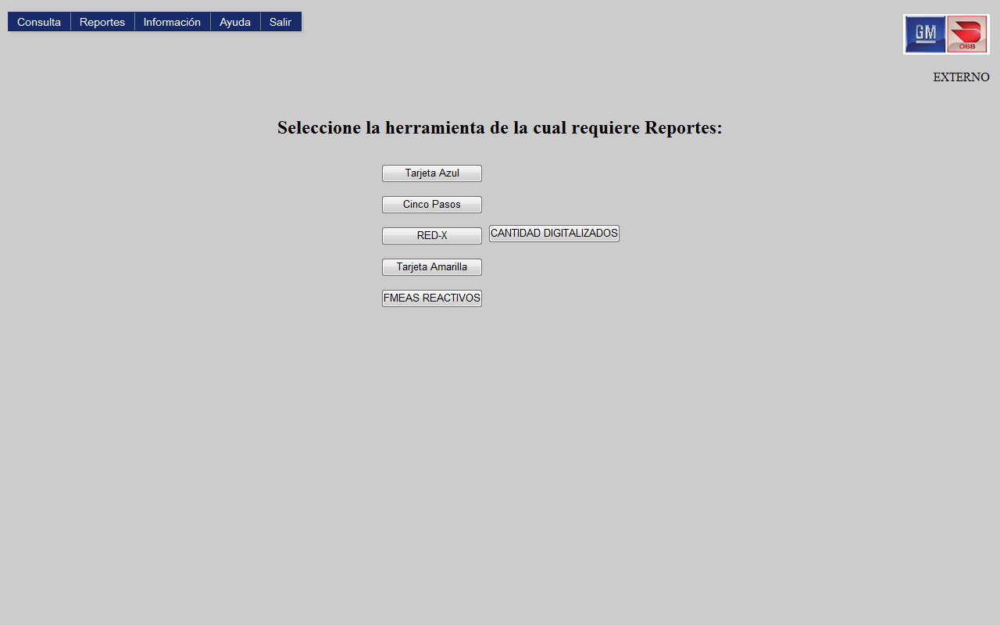 Consulta Reportes Información Ayuda Salir
GM OBB
EXTERNO
Seleccione la herramienta de la cual requiere Reportes:
Tarjeta Azul
Cinco Pasos
RED-X CANTIDAD DIGITALIZADOS
Tarjeta Amarilla
FMEAS REACTIVOS